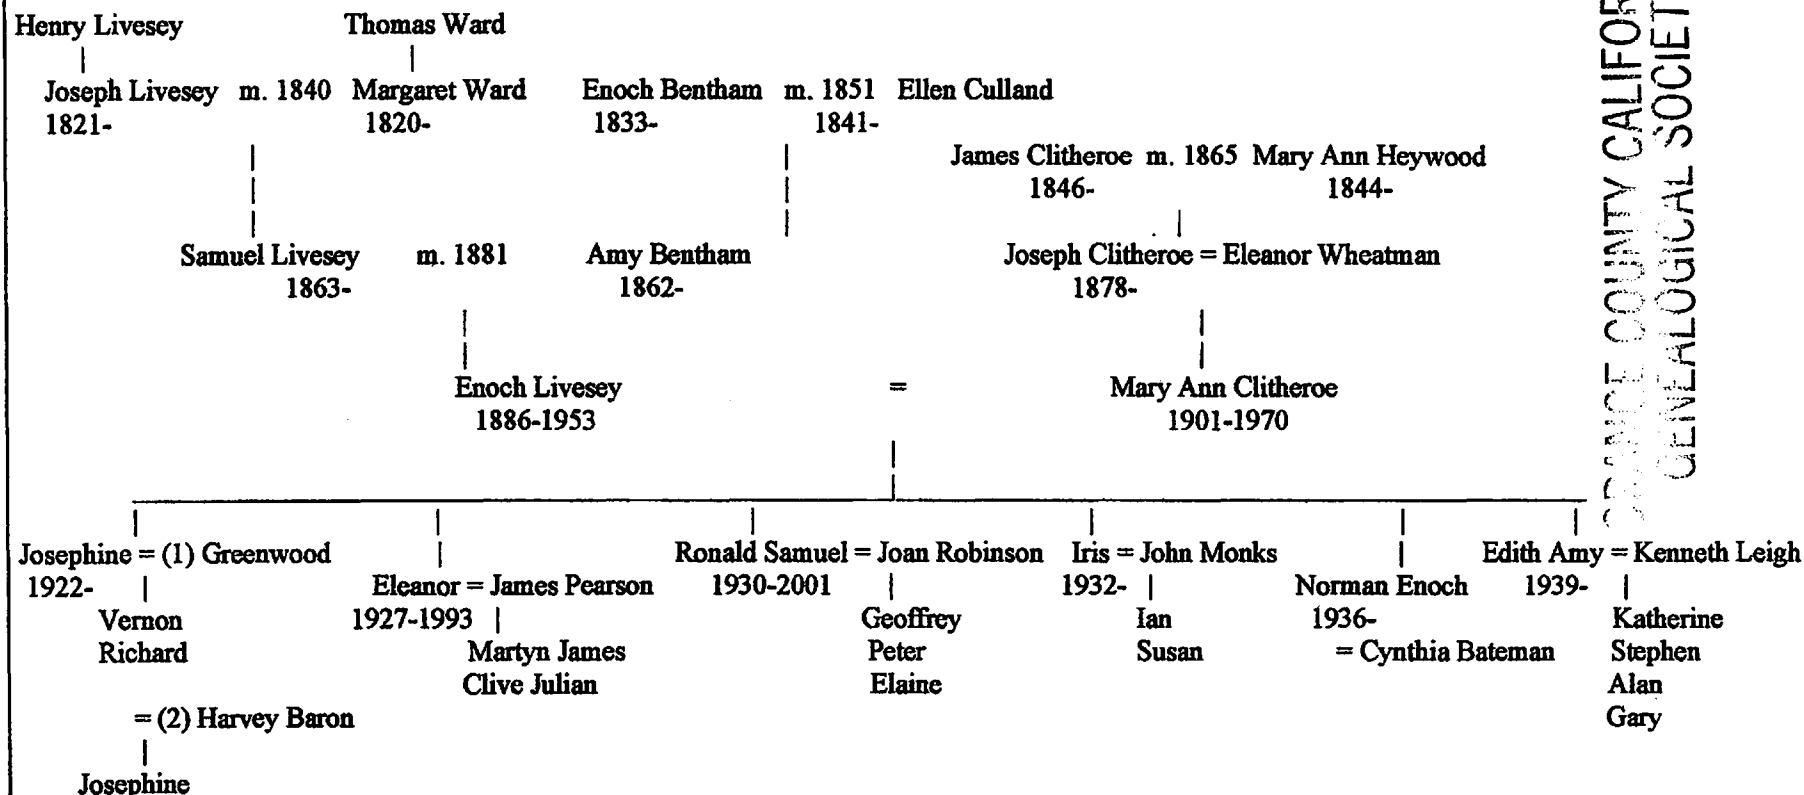 Henry Livesey Thomas Ward
Joseph Livesey m. 1840 Margaret Ward Enoch Bentham m. 1851 Ellen Culland
1821- 1820- 1833- 1841-
James Clitheroe m. 1865 Mary Ann Heywood
1846- 1844-
Samuel Livesey m. 1881 Amy Bentham Joseph Clitheroe = Eleanor Wheatman
1863- 1862- 1878-
Enoch Livesey = Mary Ann Clitheroe
1886-1953 1901-1970
Josephine = (1) Greenwood Ronald Samuel = Joan Robinson Iris = John Monks Edith Amy = Kenneth Leigh
1922- Eleanor = James Pearson 1930-2001 1932- Norman Enoch 1939-
Vernon 1927-1993 Geoffrey Ian 1936- Katherine
Richard Martyn James Peter Susan = Cynthia Bateman Stephen
Clive Julian Elaine Alan
= (2) Harvey Baron Gary
Josephine
COUNTY
GENEALOGICAL